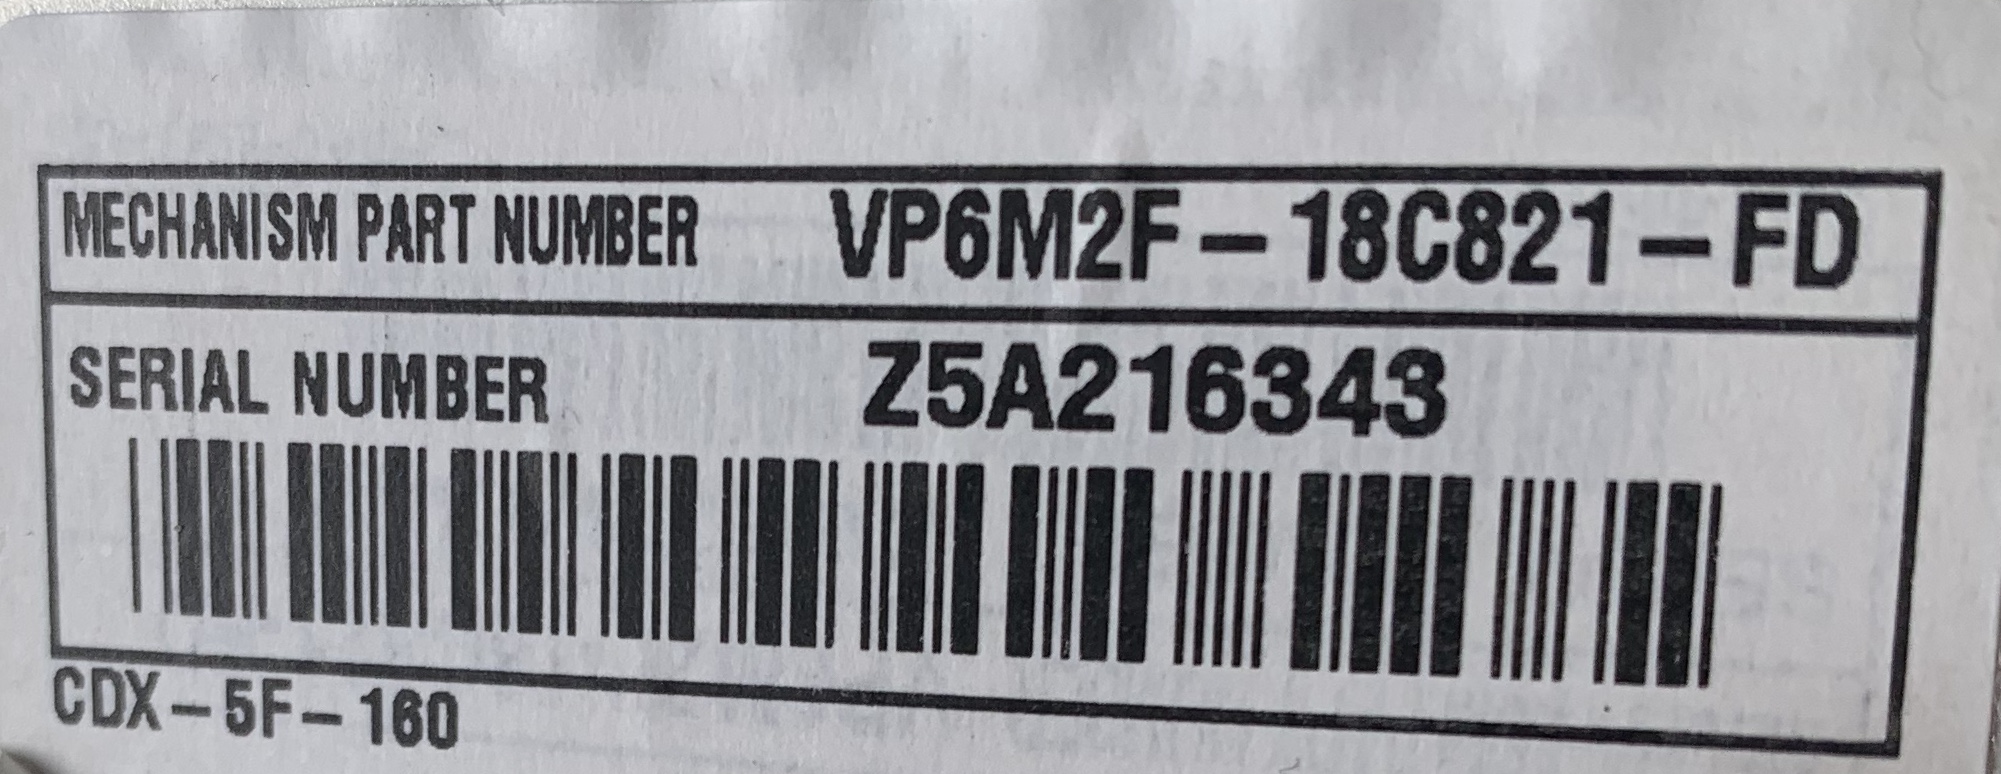 MECHANISM PART NUMBER VP6M2F-18C821-FD
SERIAL NUMBER Z5A216343
CDX-5F-160